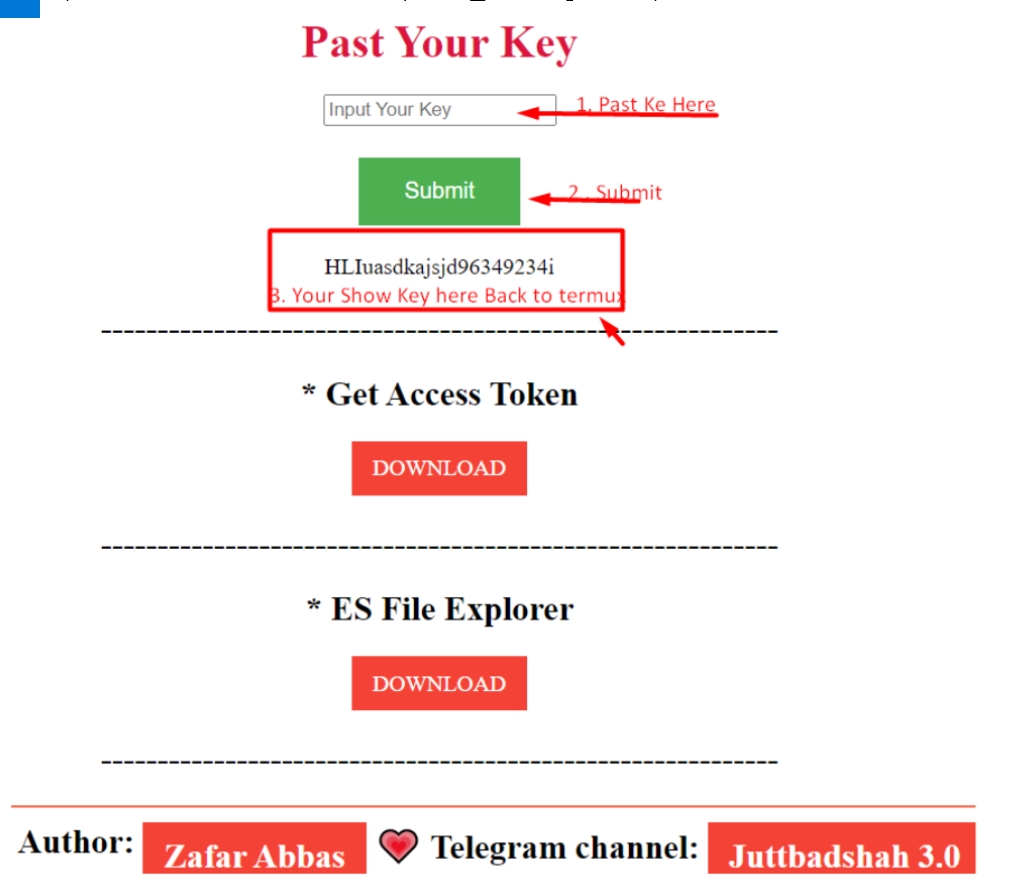 Past Your Key
Input Your Key
1. Past Ke Here
Submit
2 . Submit
HLIuasdkajsjd96349234i
3. Your Show Key here Back to termux
------------------------------------------------------------
* Get Access Token
DOWNLOAD
------------------------------------------------------------
* ES File Explorer
DOWNLOAD
------------------------------------------------------------
Author: Zafar Abbas 💗 Telegram channel: Juttbadshah 3.0